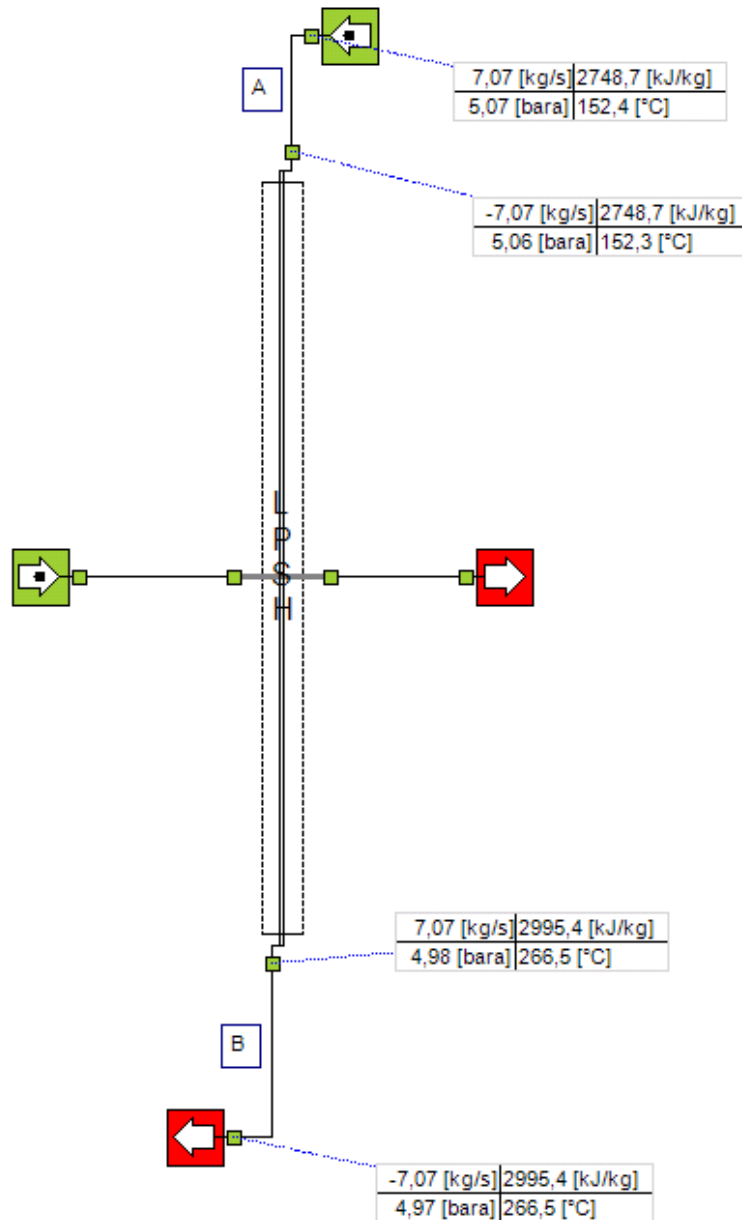 A
7,07 [kg/s] 2748,7 [kJ/kg]
5,07 [bara] 152,4 [°C]
-7,07 [kg/s] 2748,7 [kJ/kg]
5,06 [bara] 152,3 [°C]
L
P
S
H
7,07 [kg/s] 2995,4 [kJ/kg]
4,98 [bara] 266,5 [°C]
B
-7,07 [kg/s] 2995,4 [kJ/kg]
4,97 [bara] 266,5 [°C]